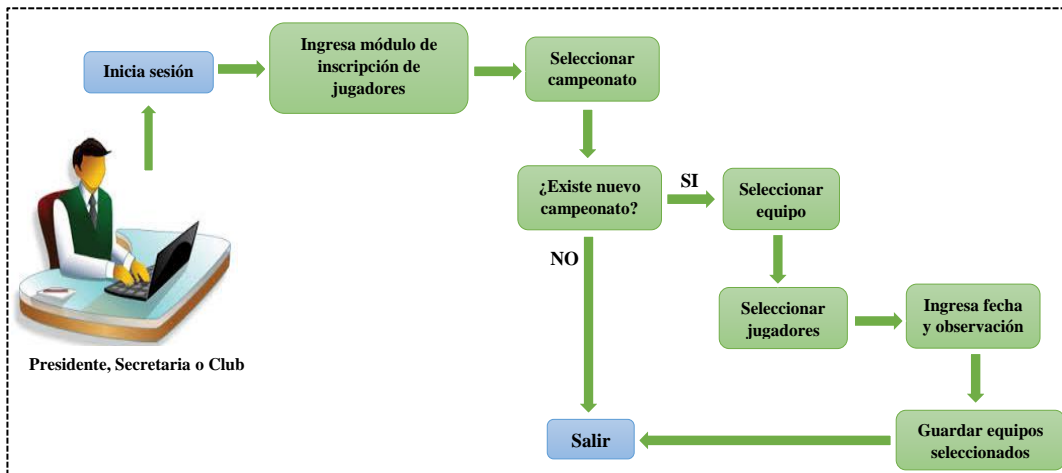 Inicia sesión
Ingresa módulo de
inscripción de
jugadores
Seleccionar
campeonato
¿Existe nuevo
campeonato?
SI
Seleccionar
equipo
NO
Seleccionar
jugadores
Ingresa fecha
y observación
Presidente, Secretaria o Club
Salir
Guardar equipos
seleccionados